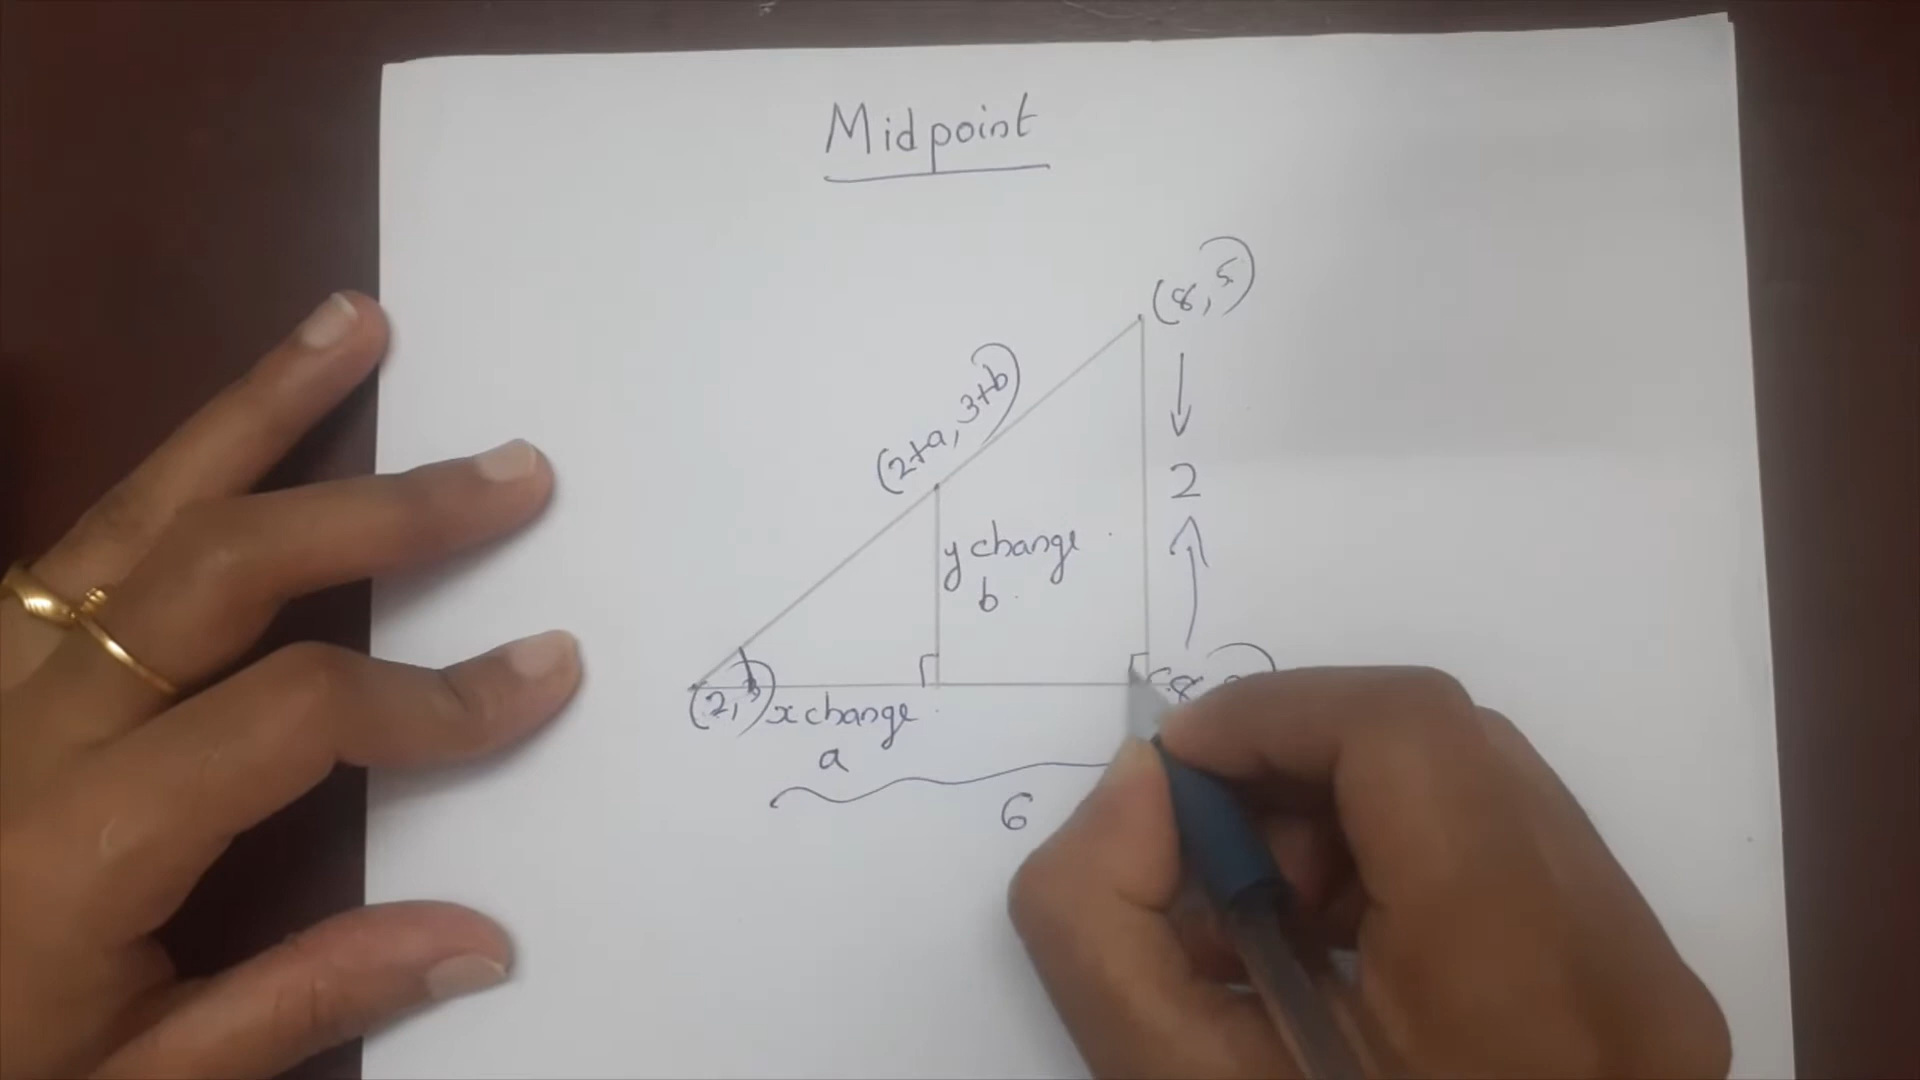 Midpoint
(8, 5)
(2+a, 3+b)
2
y change
b
(2, 3)
x change
a
6